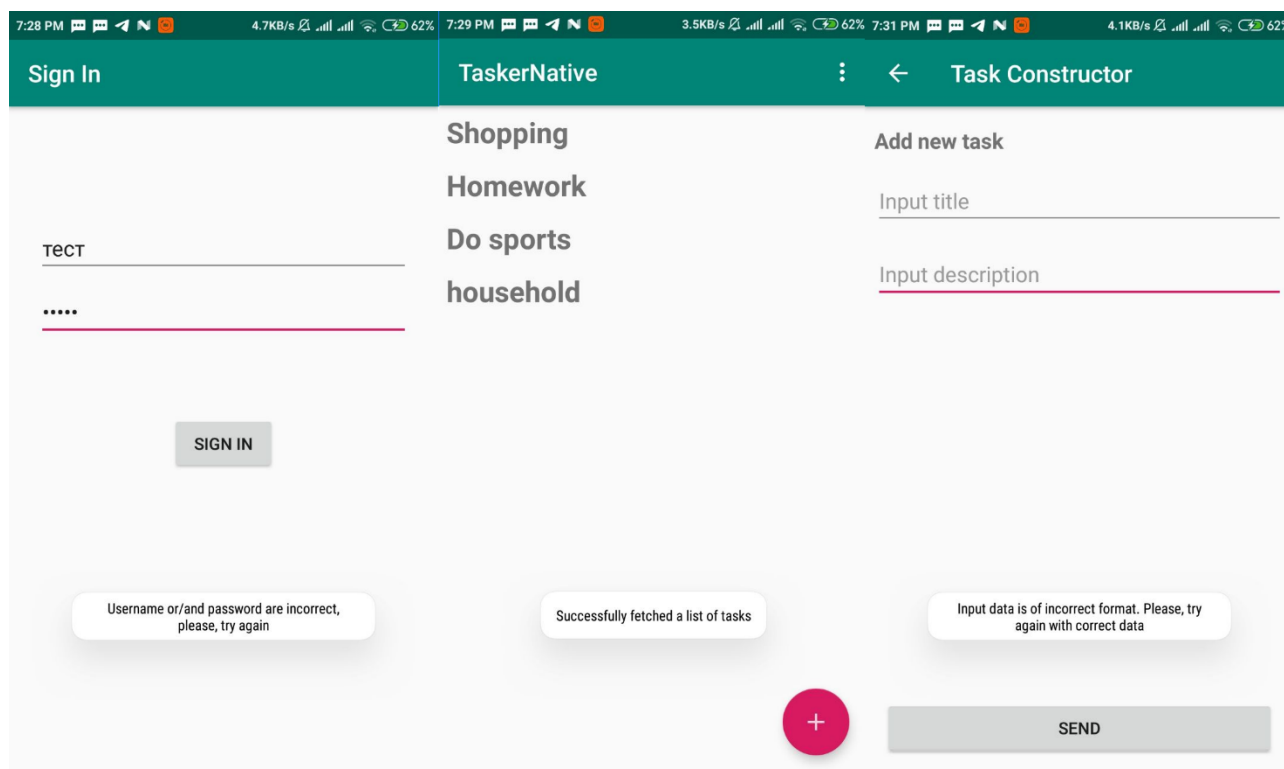 7:28 PM 4.7KB/s 62%
Sign In
тест
•••••
SIGN IN
Username or/and password are incorrect,
please, try again
7:29 PM 3.5KB/s 62%
TaskerNative
Shopping
Homework
Do sports
household
Successfully fetched a list of tasks
+
7:31 PM 4.1KB/s 62%
Task Constructor
Add new task
Input title
Input description
Input data is of incorrect format. Please, try
again with correct data
SEND